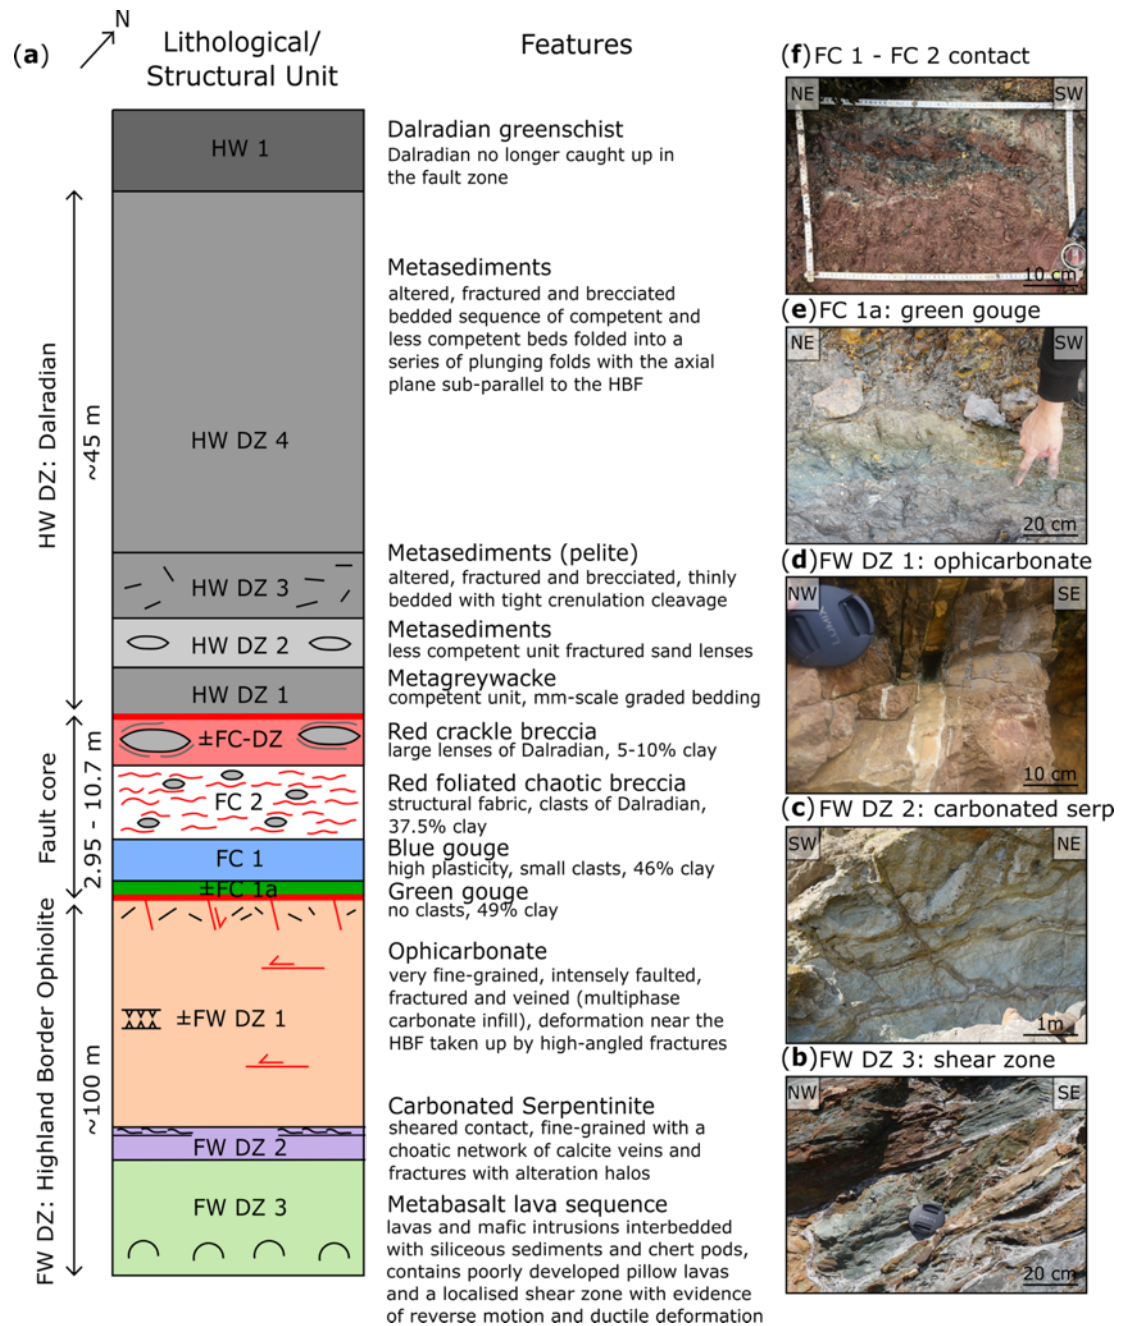 (a)
N
Lithological/
Structural Unit
Features
HW 1
Dalradian greenschist
Dalradian no longer caught up in
the fault zone
HW DZ: Dalradian
~45 m
HW DZ 4
Metasediments
altered, fractured and brecciated
bedded sequence of competent and
less competent beds folded into a
series of plunging folds with the axial
plane sub-parallel to the HBF
HW DZ 3
Metasediments (pelite)
altered, fractured and brecciated, thinly
bedded with tight crenulation cleavage
HW DZ 2
Metasediments
less competent unit fractured sand lenses
HW DZ 1
Metagreywacke
competent unit, mm-scale graded bedding
Fault core
2.95 - 10.7 m
±FC-DZ
Red crackle breccia
large lenses of Dalradian, 5-10% clay
FC 2
Red foliated chaotic breccia
structural fabric, clasts of Dalradian,
37.5% clay
FC 1
Blue gouge
high plasticity, small clasts, 46% clay
±FC 1a
Green gouge
no clasts, 49% clay
FW DZ: Highland Border Ophiolite
~100 m
±FW DZ 1
Ophicarbonate
very fine-grained, intensely faulted,
fractured and veined (multiphase
carbonate infill), deformation near the
HBF taken up by high-angled fractures
FW DZ 2
Carbonated Serpentinite
sheared contact, fine-grained with a
choatic network of calcite veins and
fractures with alteration halos
FW DZ 3
Metabasalt lava sequence
lavas and mafic intrusions interbedded
with siliceous sediments and chert pods,
contains poorly developed pillow lavas
and a localised shear zone with evidence
of reverse motion and ductile deformation
(f) FC 1 - FC 2 contact
NE
SW
10 cm
(e) FC 1a: green gouge
NE
SW
20 cm
(d) FW DZ 1: ophicarbonate
NW
SE
LUMIX
10 cm
(c) FW DZ 2: carbonated serp
SW
NE
1m
(b) FW DZ 3: shear zone
NW
SE
20 cm